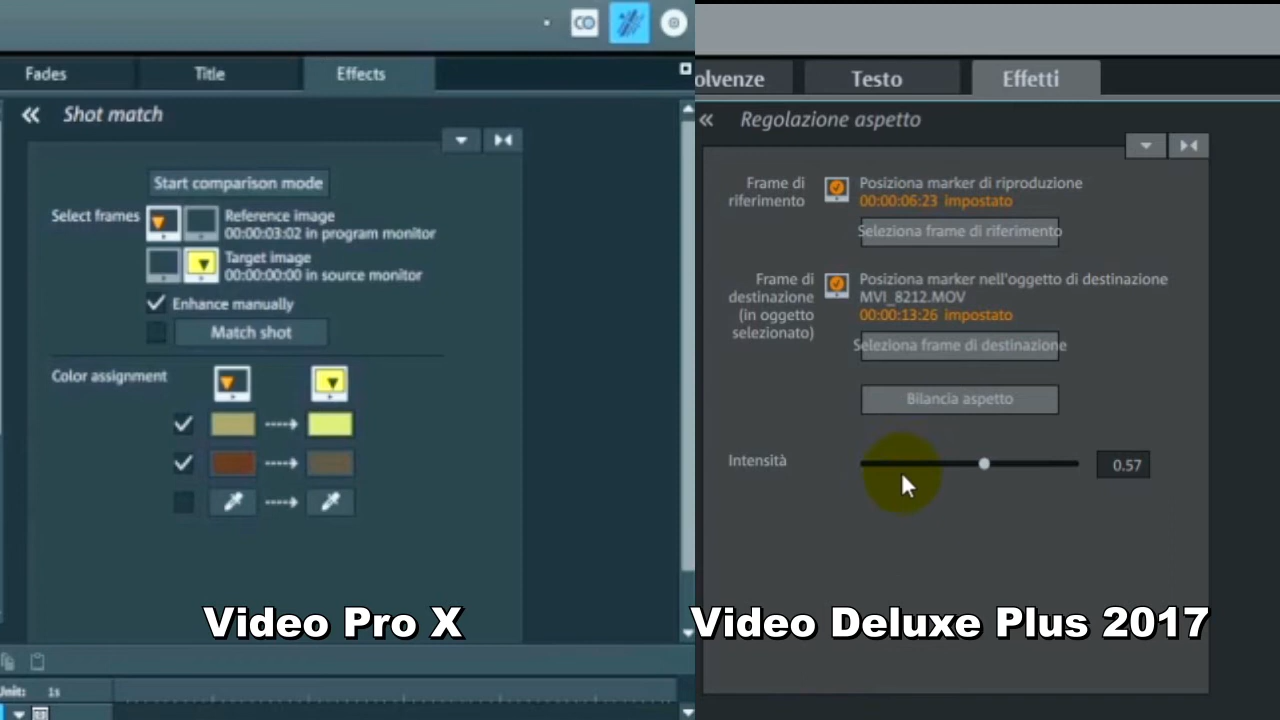 Fades
Title
Effects
Shot match
Start comparison mode
Select frames
Reference image
00:00:03:02 in program monitor
Target image
00:00:00:00 in source monitor
Enhance manually
Match shot
Color assignment
Video Pro X
Unit: 1s
olvenze
Testo
Effetti
Regolazione aspetto
Frame di
riferimento
Posiziona marker di riproduzione
00:00:06:23 impostato
Seleziona frame di riferimento
Frame di
destinazione
(in oggetto
selezionato)
Posiziona marker nell'oggetto di destinazione
MVI_8212.MOV
00:00:13:26 impostato
Seleziona frame di destinazione
Bilancia aspetto
Intensità
0.57
Video Deluxe Plus 2017